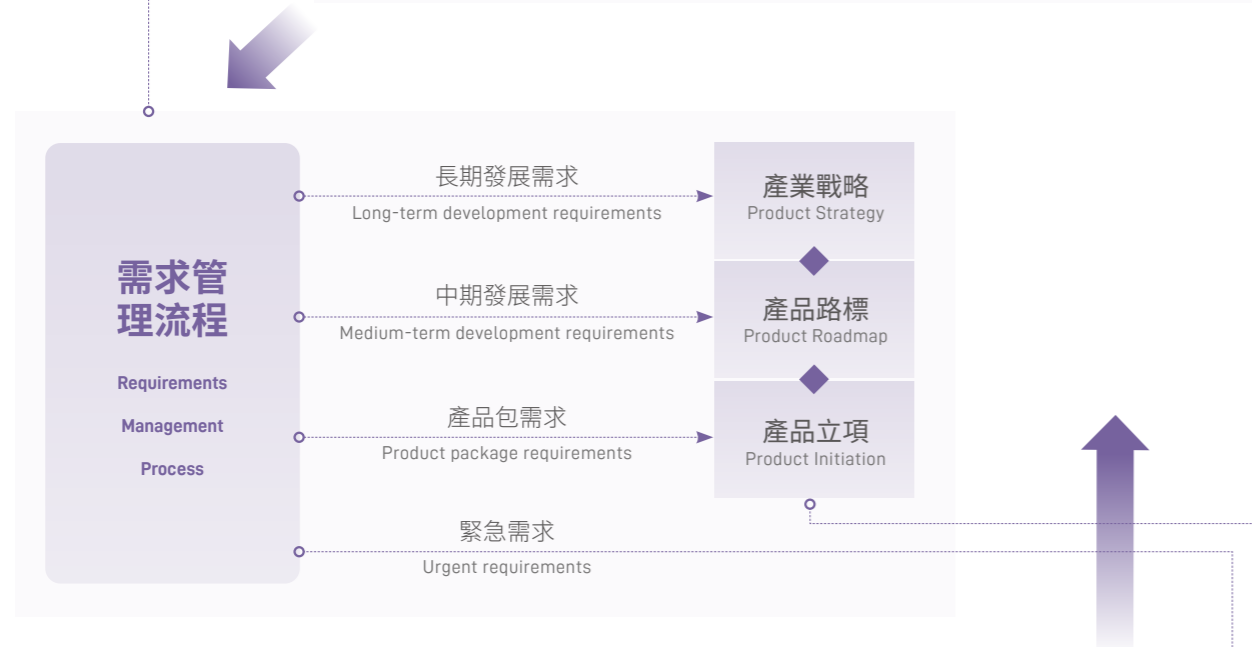 需求管
理流程
Requirements
Management
Process
長期發展需求
Long-term development requirements
中期發展需求
Medium-term development requirements
產品包需求
Product package requirements
緊急需求
Urgent requirements
產業戰略
Product Strategy
產品路標
Product Roadmap
產品立項
Product Initiation